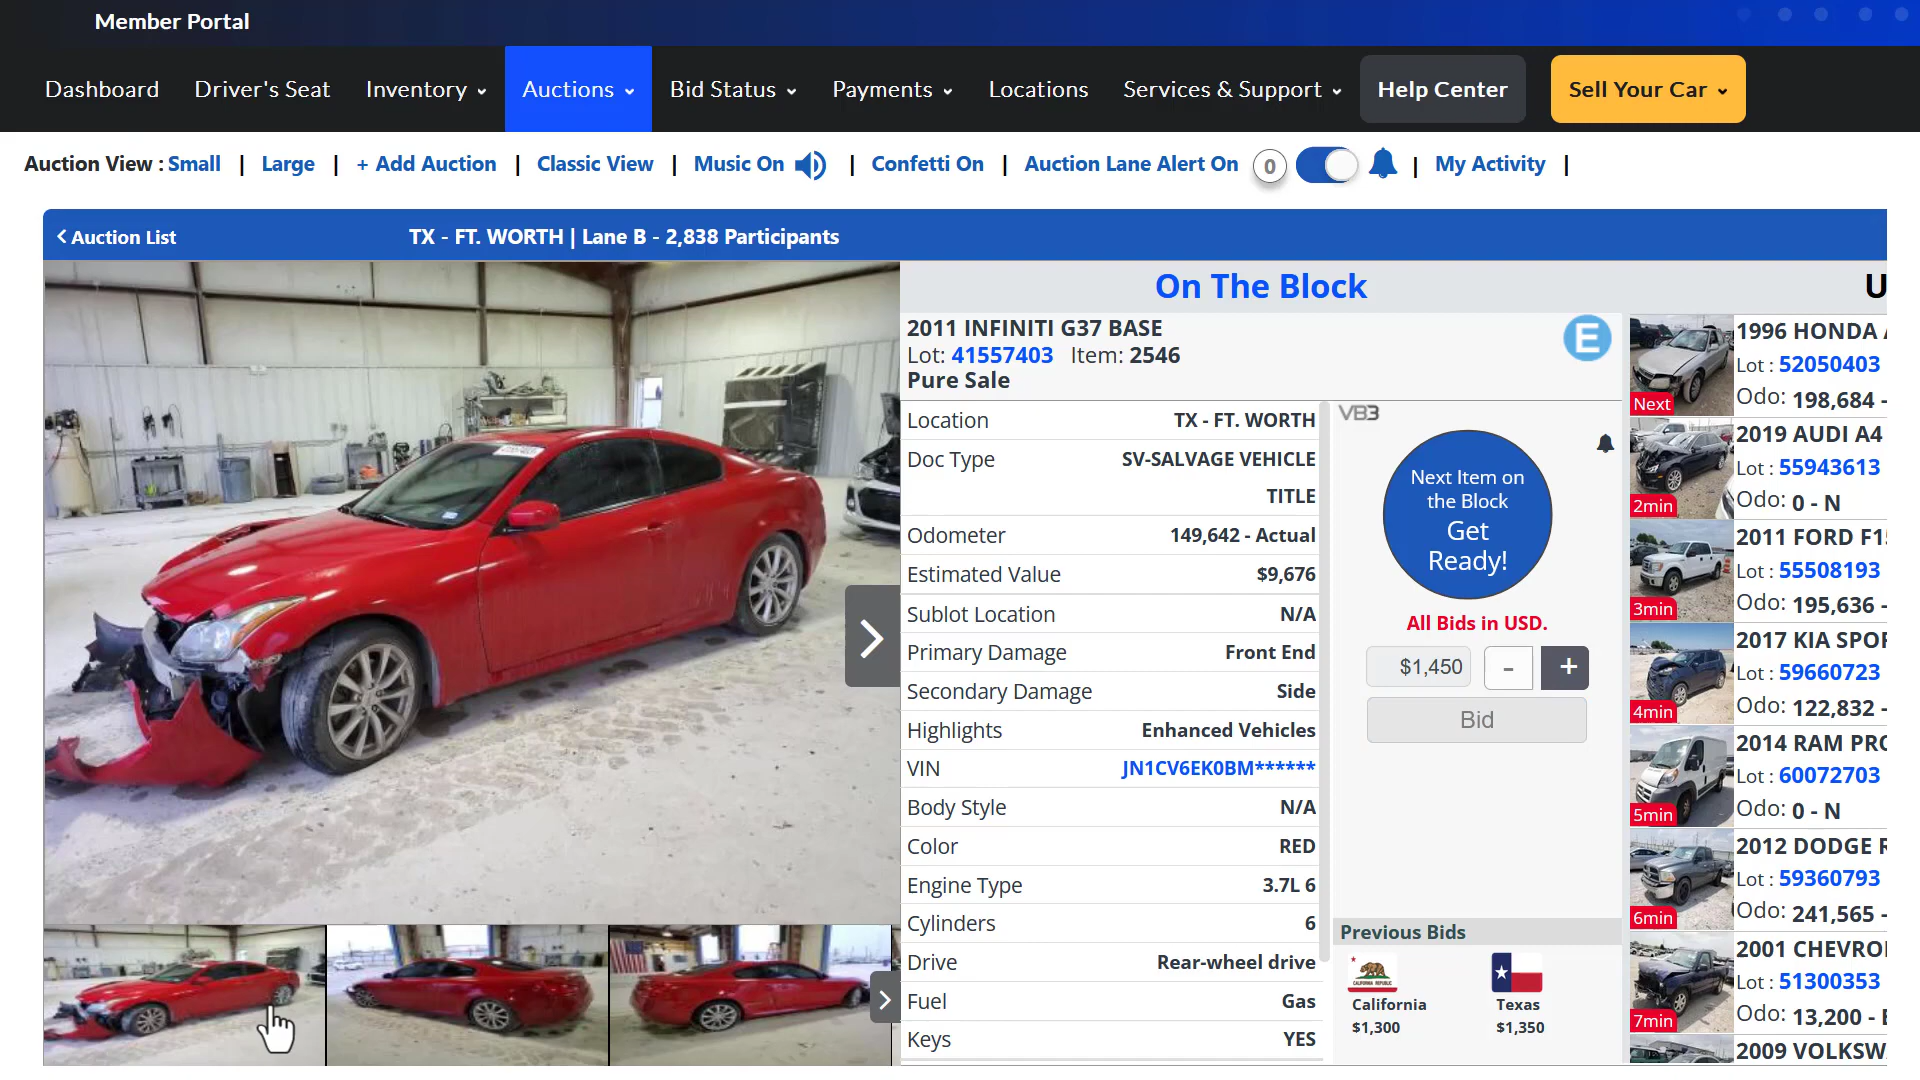 Member Portal
Dashboard Driver's Seat Inventory Auctions Bid Status Payments Locations Services & Support Help Center Sell Your Car
Auction View : Small | Large | + Add Auction | Classic View | Music On | Confetti On | Auction Lane Alert On 0 | My Activity |
Auction List TX - FT. WORTH | Lane B - 2,838 Participants
On The Block
U
2011 INFINITI G37 BASE
Lot: 41557403 Item: 2546
Pure Sale
E
Location TX - FT. WORTH
Doc Type SV-SALVAGE VEHICLE
TITLE
Odometer 149,642 - Actual
Estimated Value $9,676
Sublot Location N/A
Primary Damage Front End
Secondary Damage Side
Highlights Enhanced Vehicles
VIN JN1CV6EK0BM******
Body Style N/A
Color RED
Engine Type 3.7L 6
Cylinders 6
Drive Rear-wheel drive
Fuel Gas
Keys YES
VB3
Next Item on
the Block
Get
Ready!
All Bids in USD.
$1,450 - +
Bid
Previous Bids
CALIFORNIA REPUBLIC
California Texas
$1,300 $1,350
1996 HONDA
Lot : 52050403
Odo: 198,684 -
Next
2019 AUDI A4
Lot : 55943613
Odo: 0 - N
2min
2011 FORD F1
Lot : 55508193
Odo: 195,636 -
3min
2017 KIA SPOR
Lot : 59660723
Odo: 122,832 -
4min
2014 RAM PRO
Lot : 60072703
Odo: 0 - N
5min
2012 DODGE R
Lot : 59360793
Odo: 241,565 -
6min
2001 CHEVROL
Lot : 51300353
Odo: 13,200 - E
7min
2009 VOLKSW